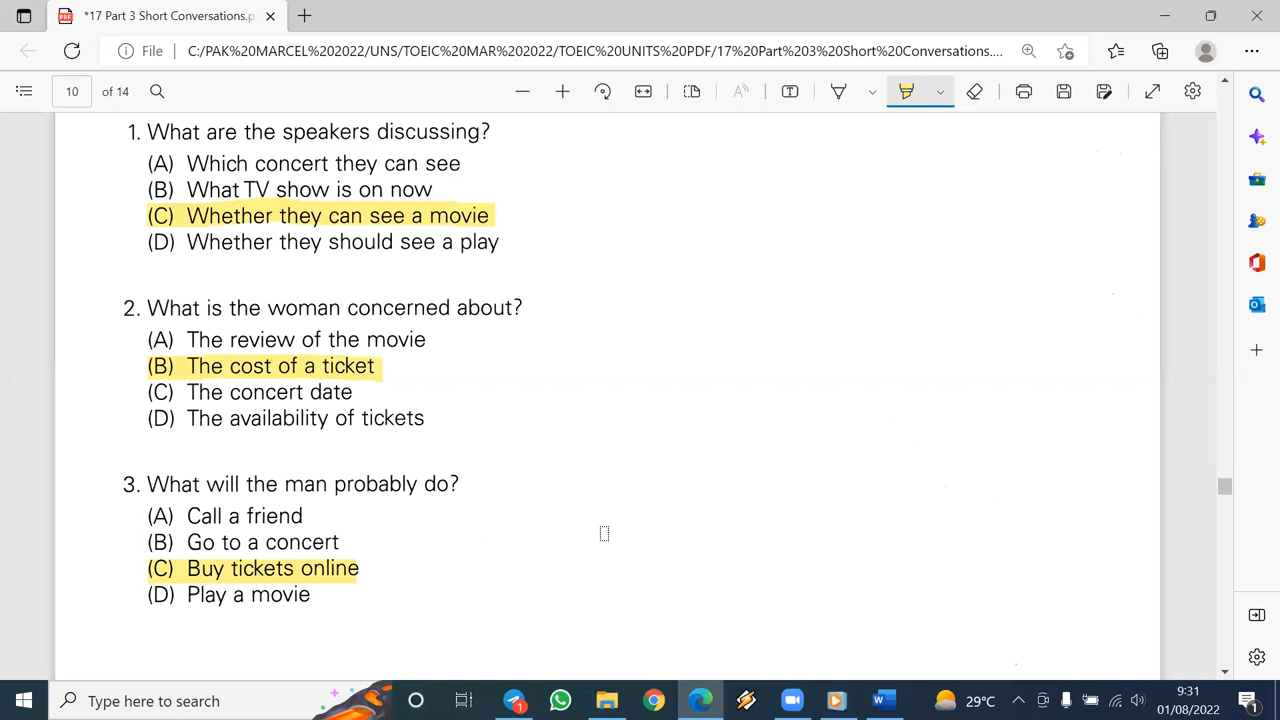 *17 Part 3 Short Conversations.p
File
C:/PAK%20MARCEL%202022/UNS/TOEIC%20MAR%202022/TOEIC%20UNITS%20PDF/17%20Part%203%20Short%20Conversations....
10 of 14
1. What are the speakers discussing?
(A) Which concert they can see
(B) What TV show is on now
(C) Whether they can see a movie
(D) Whether they should see a play
2. What is the woman concerned about?
(A) The review of the movie
(B) The cost of a ticket
(C) The concert date
(D) The availability of tickets
3. What will the man probably do?
(A) Call a friend
(B) Go to a concert
(C) Buy tickets online
(D) Play a movie
Type here to search
29°C
9:31
01/08/2022